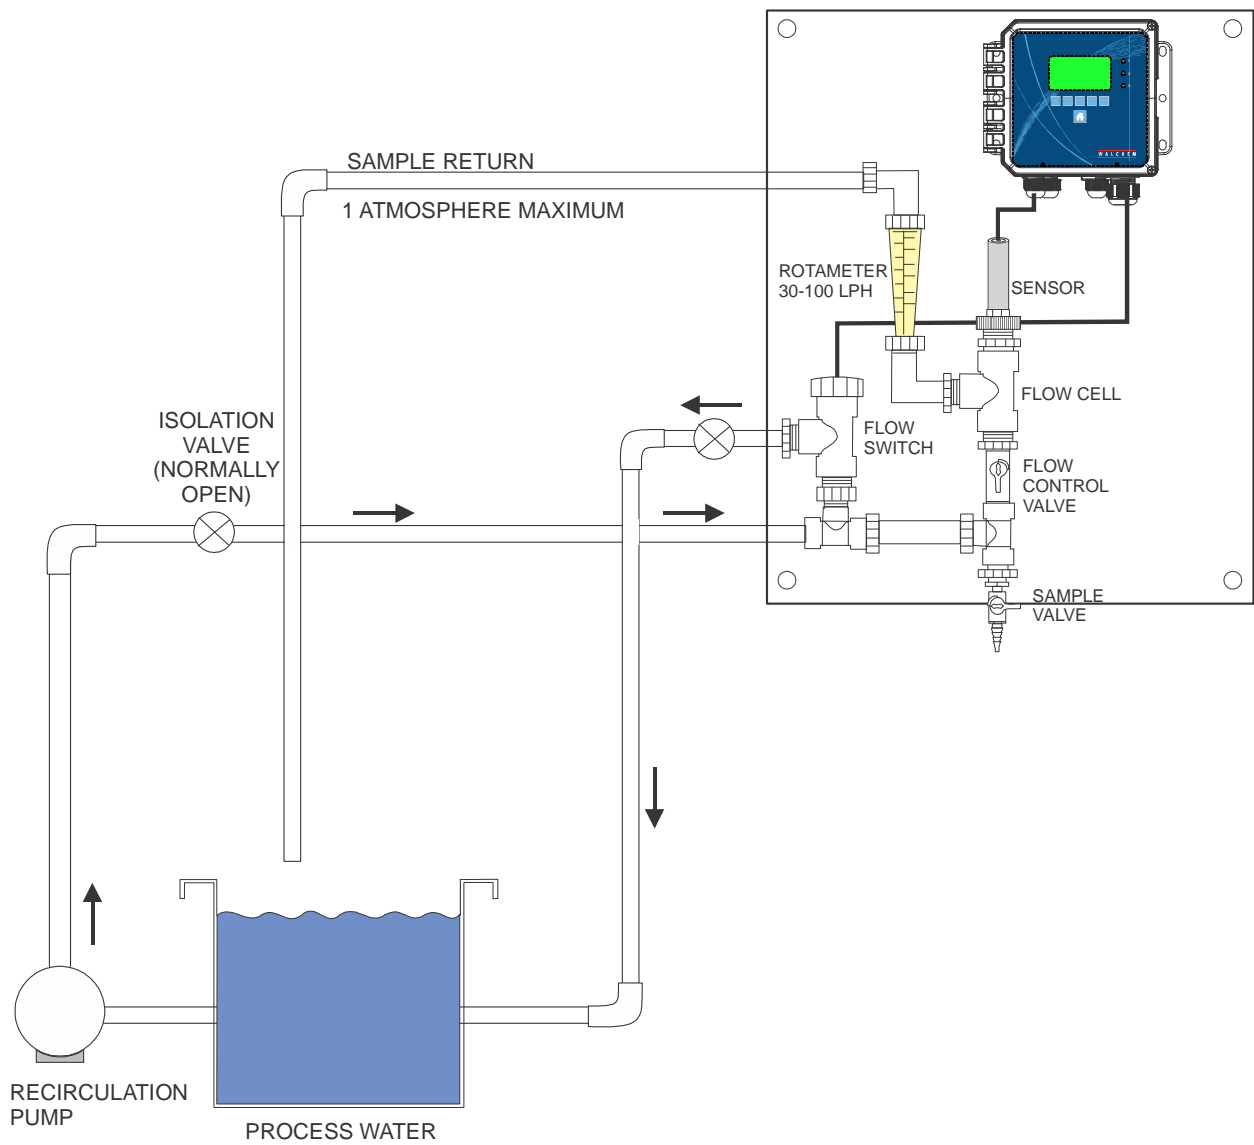 WALCHEM
SAMPLE RETURN
1 ATMOSPHERE MAXIMUM
ROTAMETER
30-100 LPH
SENSOR
FLOW CELL
FLOW
SWITCH
FLOW
CONTROL
VALVE
ISOLATION
VALVE
(NORMALLY
OPEN)
SAMPLE
VALVE
RECIRCULATION
PUMP
PROCESS WATER